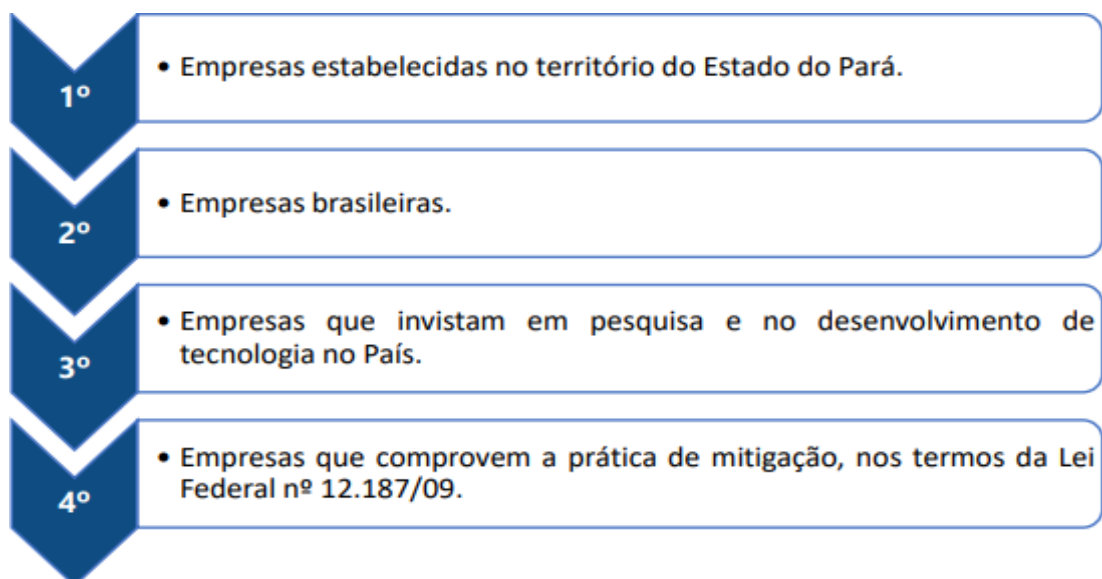 1º
• Empresas estabelecidas no território do Estado do Pará.
2º
• Empresas brasileiras.
3º
• Empresas que invistam em pesquisa e no desenvolvimento de
tecnologia no País.
4º
• Empresas que comprovem a prática de mitigação, nos termos da Lei
Federal nº 12.187/09.